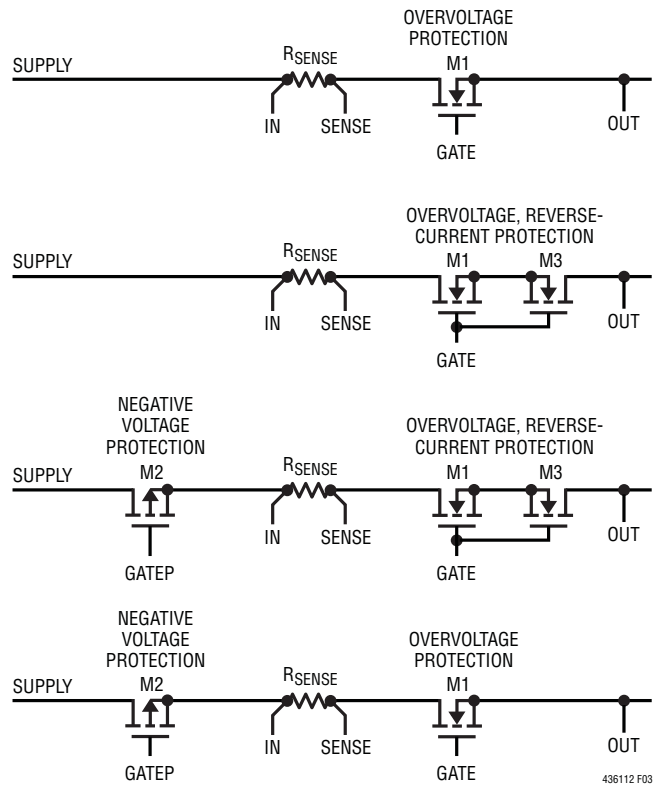 OVERVOLTAGE
PROTECTION
SUPPLY
RSENSE
M1
IN
SENSE
GATE
OUT
OVERVOLTAGE, REVERSE-
CURRENT PROTECTION
SUPPLY
RSENSE
M1
M3
IN
SENSE
GATE
OUT
NEGATIVE
VOLTAGE
PROTECTION
OVERVOLTAGE, REVERSE-
CURRENT PROTECTION
SUPPLY
M2
RSENSE
M1
M3
IN
SENSE
OUT
GATEP
GATE
NEGATIVE
VOLTAGE
PROTECTION
OVERVOLTAGE
PROTECTION
SUPPLY
M2
RSENSE
M1
IN
SENSE
OUT
GATEP
GATE
436112 F03